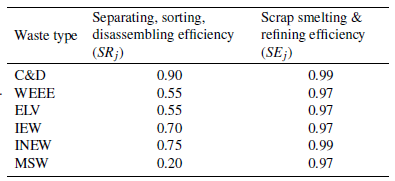 Separating, sorting, Scrap smelting &
Waste type disassembling efficiency refining efficiency
(SRj) (SEj)
C&D 0.90 0.99
WEEE 0.55 0.97
ELV 0.55 0.97
IEW 0.70 0.97
INEW 0.75 0.99
MSW 0.20 0.97